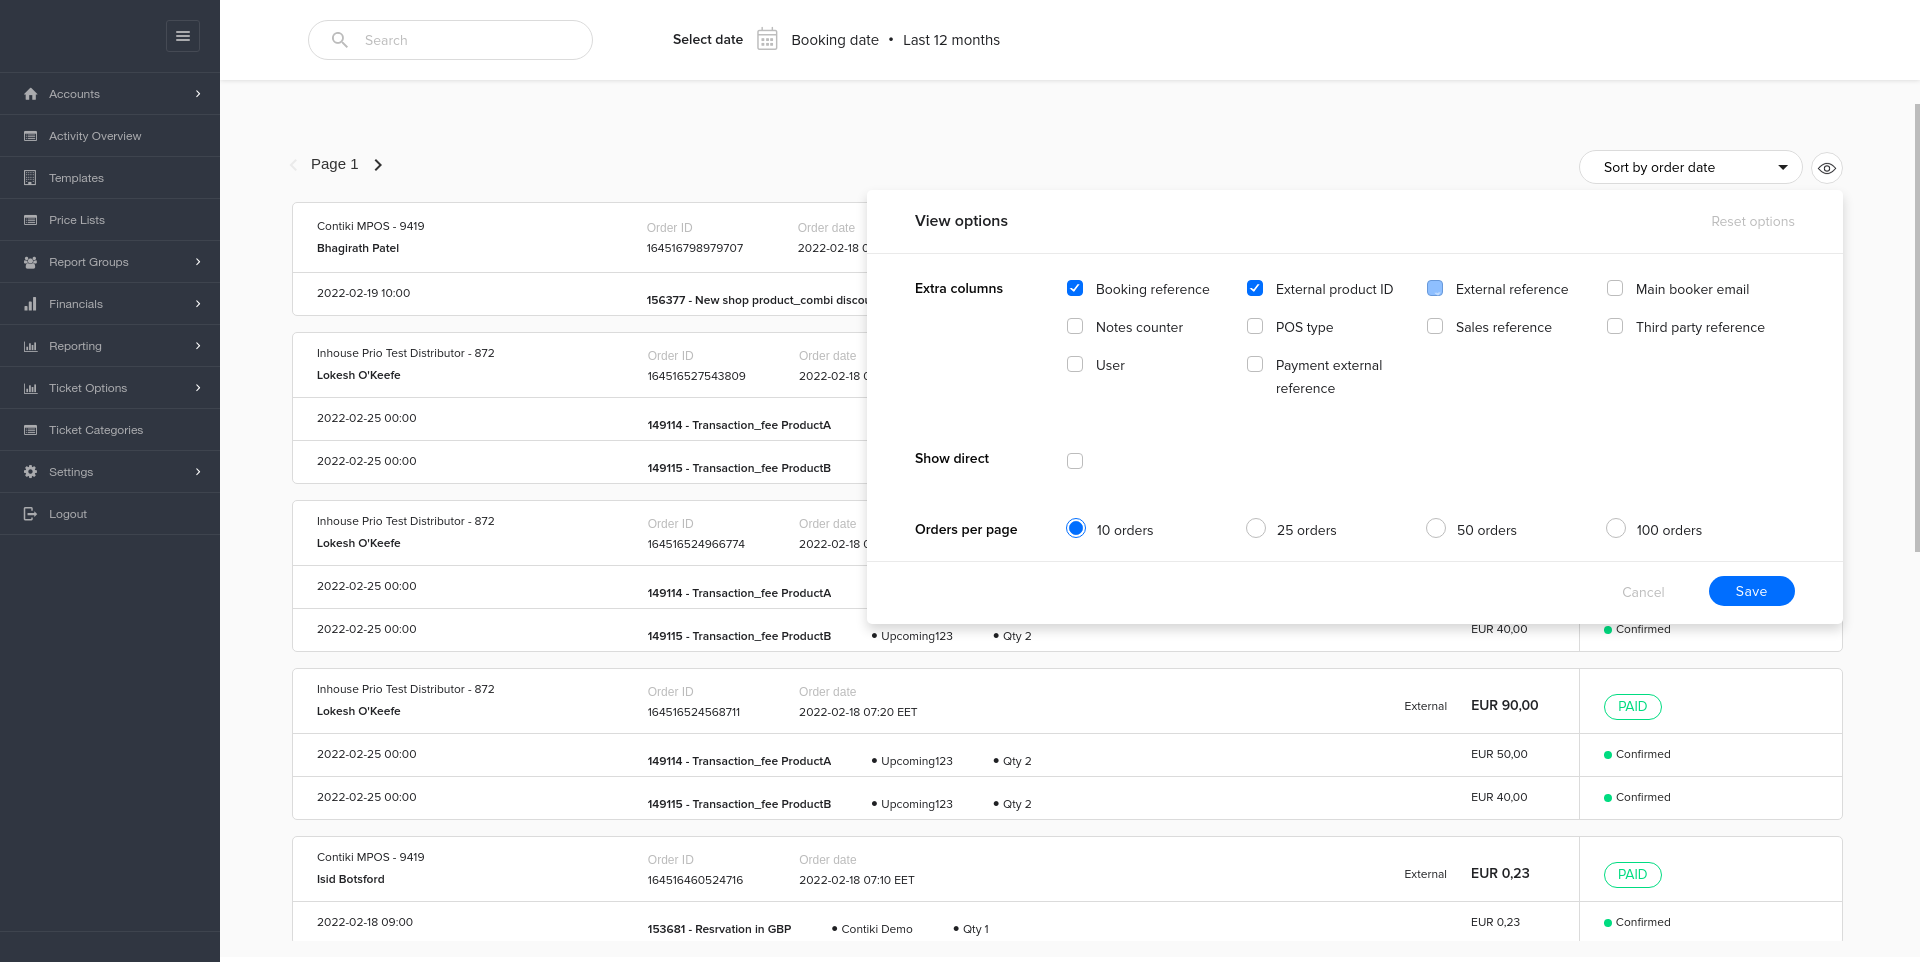 Search
Select date Booking date • Last 12 months
Accounts
Activity Overview
Templates
Price Lists
Report Groups
Financials
Reporting
Ticket Options
Ticket Categories
Settings
Logout
Page 1
Sort by order date
Contiki MPOS - 9419 Order ID Order date
Bhagirath Patel 164516798979707 2022-02-18 0
2022-02-19 10:00 156377 - New shop product_combi discou
Inhouse Prio Test Distributor - 872 Order ID Order date
Lokesh O'Keefe 164516527543809 2022-02-18 0
2022-02-25 00:00 149114 - Transaction_fee ProductA
2022-02-25 00:00 149115 - Transaction_fee ProductB
Inhouse Prio Test Distributor - 872 Order ID Order date
Lokesh O'Keefe 164516524966774 2022-02-18 0
2022-02-25 00:00 149114 - Transaction_fee ProductA
2022-02-25 00:00 149115 - Transaction_fee ProductB • Upcoming123 • Qty 2 EUR 40,00 Confirmed
View options Reset options
Extra columns Booking reference External product ID External reference Main booker email
Notes counter POS type Sales reference Third party reference
User Payment external
reference
Show direct
Orders per page 10 orders 25 orders 50 orders 100 orders
Cancel Save
Inhouse Prio Test Distributor - 872 Order ID Order date
Lokesh O'Keefe 164516524568711 2022-02-18 07:20 EET External EUR 90,00 PAID
2022-02-25 00:00 149114 - Transaction_fee ProductA • Upcoming123 • Qty 2 EUR 50,00 Confirmed
2022-02-25 00:00 149115 - Transaction_fee ProductB • Upcoming123 • Qty 2 EUR 40,00 Confirmed
Contiki MPOS - 9419 Order ID Order date
Isid Botsford 164516460524716 2022-02-18 07:10 EET External EUR 0,23 PAID
2022-02-18 09:00 153681 - Resrvation in GBP • Contiki Demo • Qty 1 EUR 0,23 Confirmed